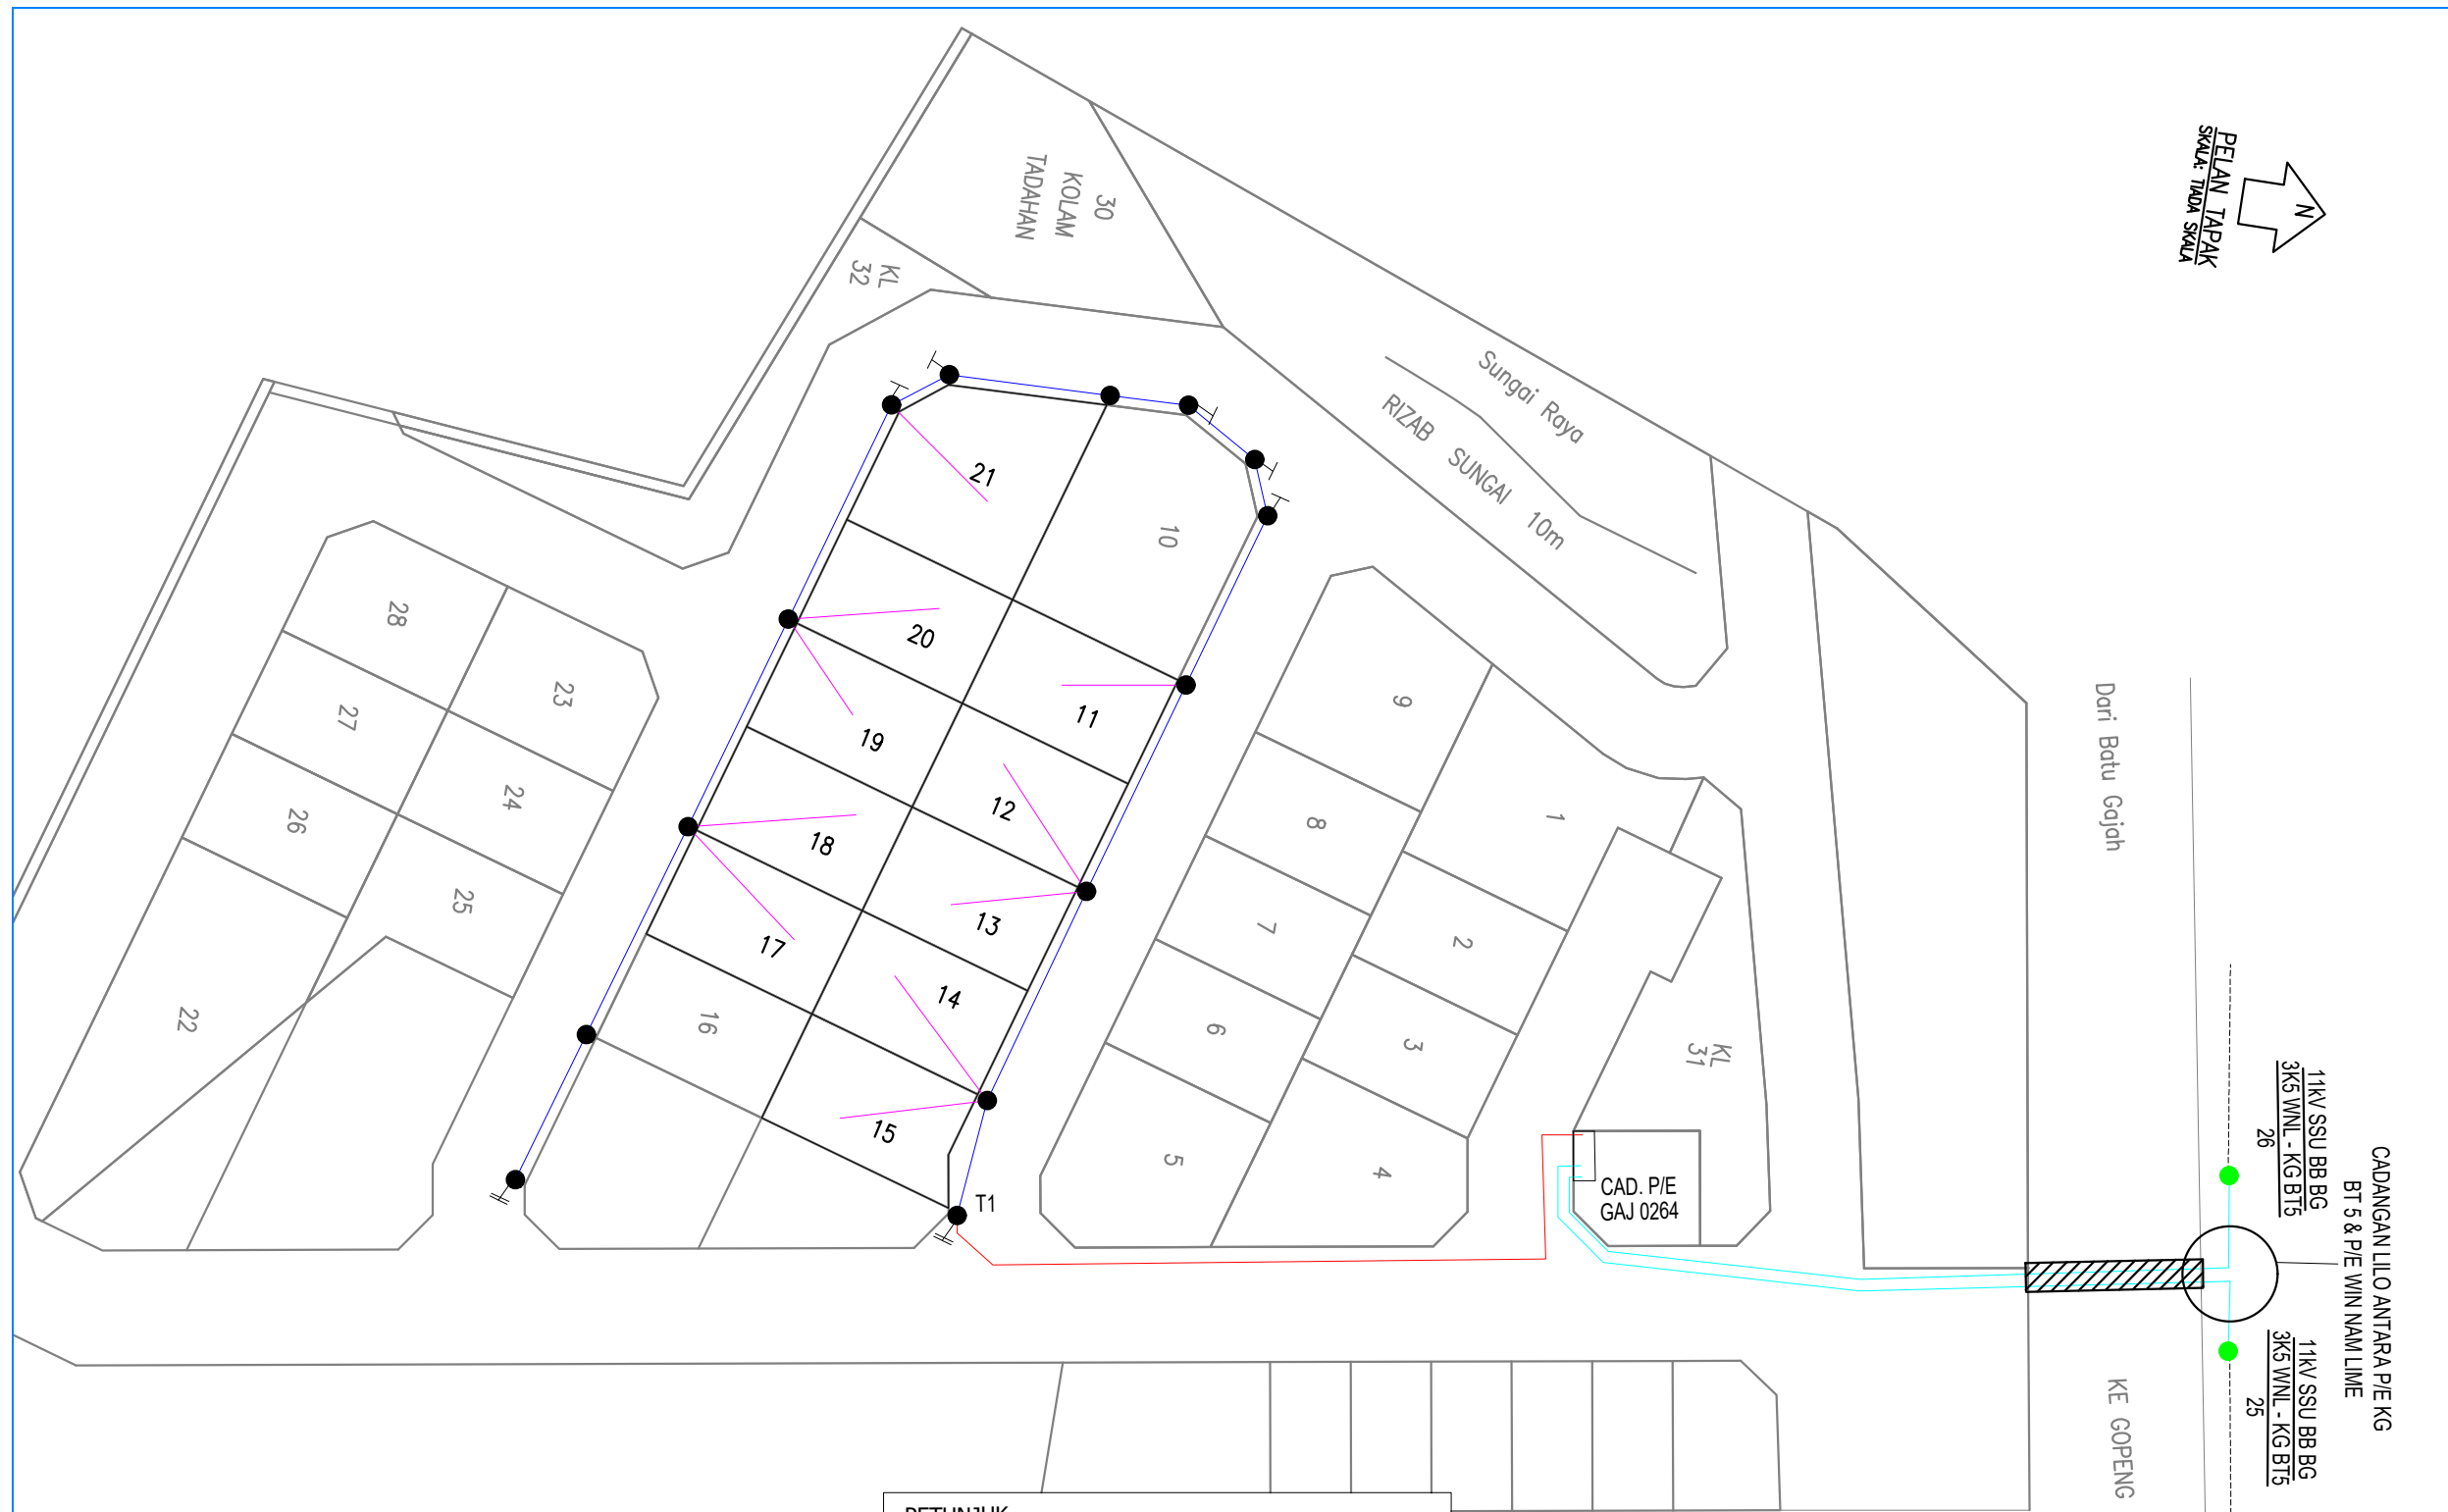 PELAN TAPAK
SKALA: TIADA SKALA
N
30
KOLAM
TADAHAN
KL
32
Sungai Raya
RIZAB SUNGAI 10m
21
10
20
11
19
12
18
13
17
14
16
15
28
23
27
24
26
25
22
9
8
1
7
2
6
3
5
4
KL
31
CAD. P/E
GAJ 0264
T1
Dari Batu Gajah
KE GOPENG
11kV SSU BB BG
3K5 WNL - KG BT5
26
CADANGAN LILO ANTARA P/E KG
BT 5 & P/E WIN NAM LIME
11kV SSU BB BG
3K5 WNL - KG BT5
25
PETUNJUK